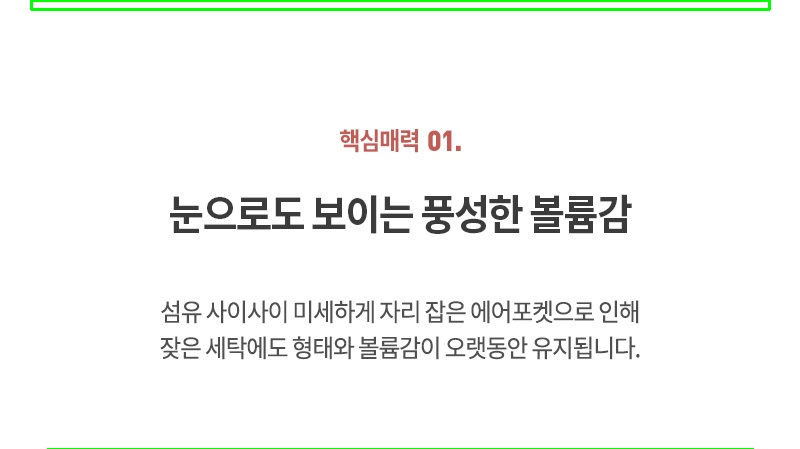 핵심매력 01.
눈으로도 보이는 풍성한 볼륨감
섬유 사이사이 미세하게 자리 잡은 에어포켓으로 인해
잦은 세탁에도 형태와 볼륨감이 오랫동안 유지됩니다.